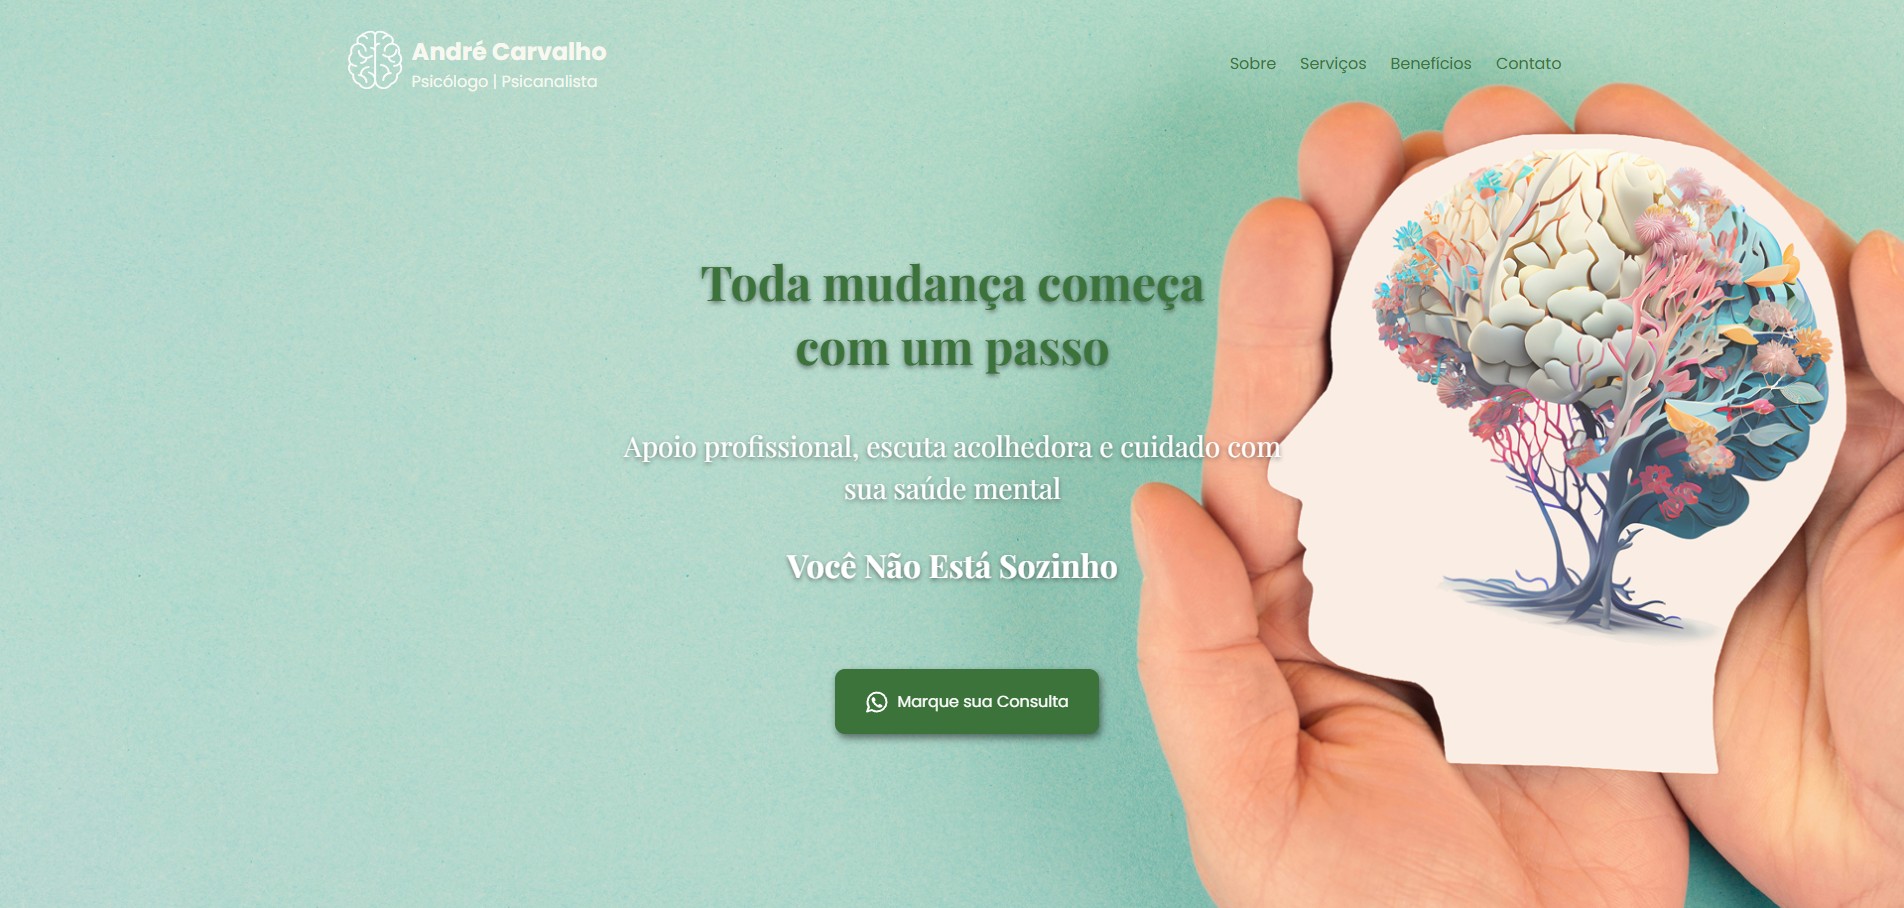 André Carvalho
Psicólogo | Psicanalista
Sobre Serviços Benefícios Contato
Toda mudança começa
com um passo
Apoio profissional, escuta acolhedora e cuidado com
sua saúde mental
Você Não Está Sozinho
Marque sua Consulta